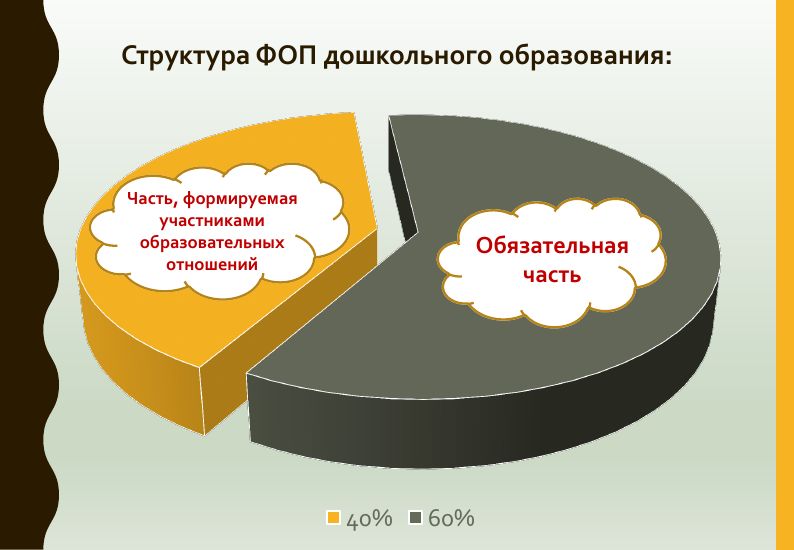 Структура ФОП дошкольного образования:
Часть, формируемая
участниками
образовательных
отношений
Обязательная
часть
40%
60%